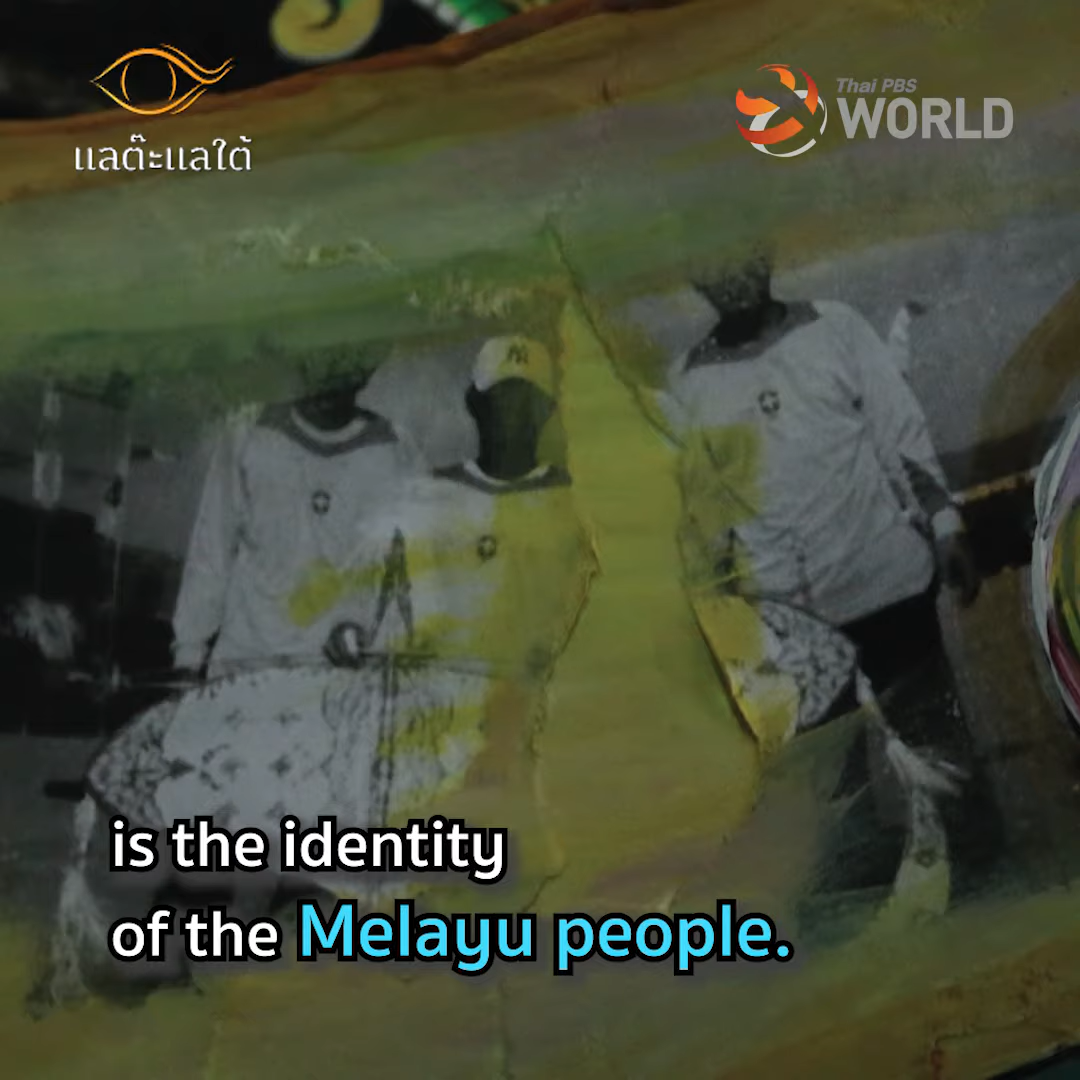 แลต๊ะแลใต้
Thai PBS
WORLD
is the identity
of the Melayu people.